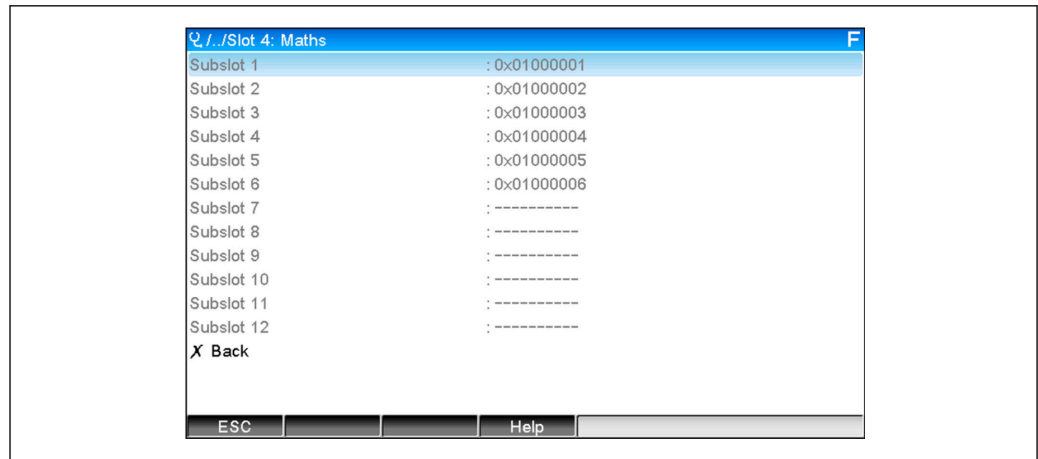 /../Slot 4: Maths F
Subslot 1 : 0x01000001
Subslot 2 : 0x01000002
Subslot 3 : 0x01000003
Subslot 4 : 0x01000004
Subslot 5 : 0x01000005
Subslot 6 : 0x01000006
Subslot 7 : ----------
Subslot 8 : ----------
Subslot 9 : ----------
Subslot 10 : ----------
Subslot 11 : ----------
Subslot 12 : ----------
X Back
ESC Help